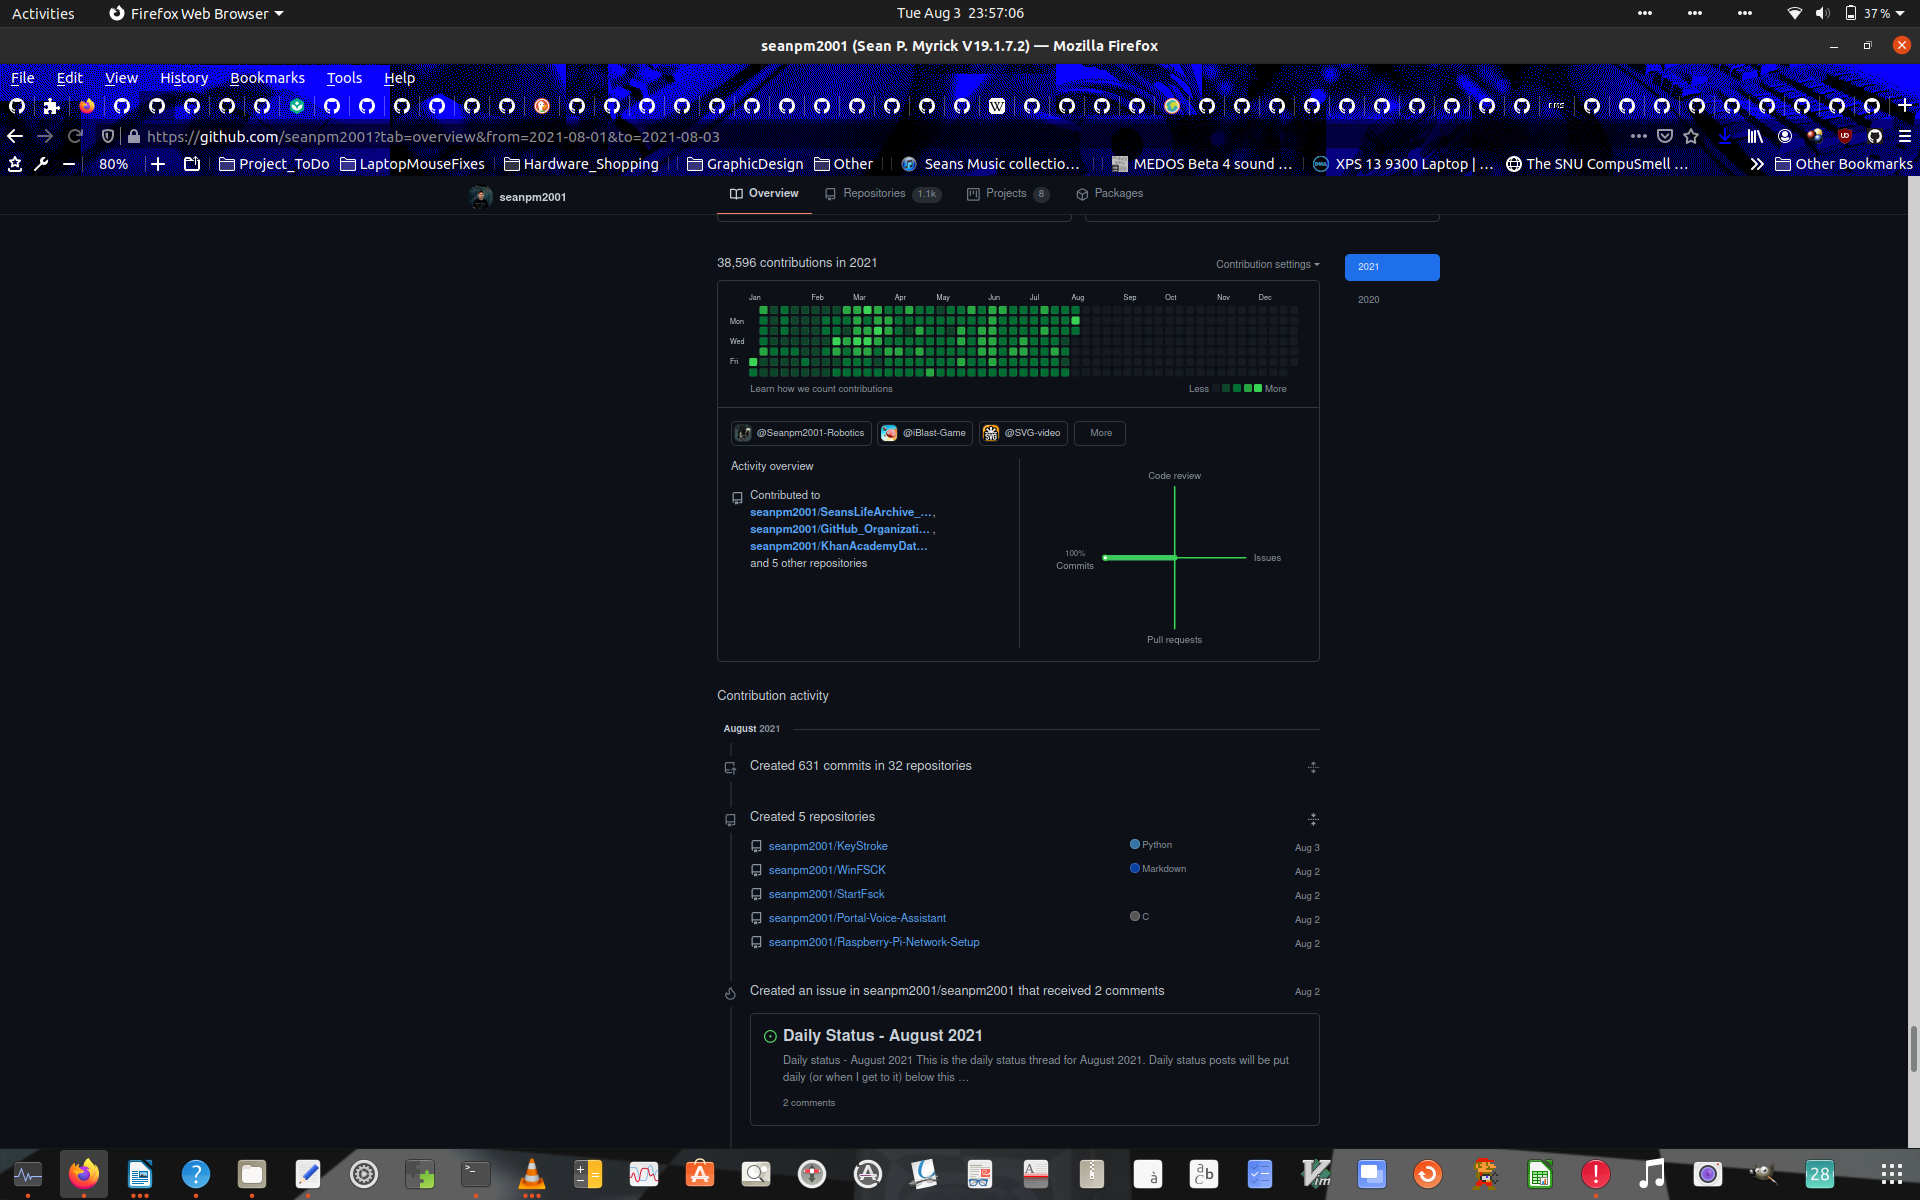 Activities
Firefox Web Browser
Tue Aug 3 23:57:06
37 %
seanpm2001 (Sean P. Myrick V19.1.7.2) — Mozilla Firefox
File Edit View History Bookmarks Tools Help
https://github.com/seanpm2001?tab=overview&from=2021-08-01&to=2021-08-03
80%
Project_ToDo
LaptopMouseFixes
Hardware_Shopping
GraphicDesign
Other
Seans Music collectio…
MEDOS Beta 4 sound …
XPS 13 9300 Laptop | …
The SNU CompuSmell …
Other Bookmarks
seanpm2001
Overview
Repositories 1.1k
Projects 8
Packages
38,596 contributions in 2021
Contribution settings
2021
2020
Jan Feb Mar Apr May Jun Jul Aug Sep Oct Nov Dec
Mon
Wed
Fri
Learn how we count contributions
Less More
@Seanpm2001-Robotics
@iBlast-Game
SVG
@SVG-video
More
Activity overview
Contributed to
seanpm2001/SeansLifeArchive_…,
seanpm2001/GitHub_Organizati… ,
seanpm2001/KhanAcademyDat…
and 5 other repositories
Code review
100%
Commits
Issues
Pull requests
Contribution activity
August 2021
Created 631 commits in 32 repositories
Created 5 repositories
seanpm2001/KeyStroke Python Aug 3
seanpm2001/WinFSCK Markdown Aug 2
seanpm2001/StartFsck Aug 2
seanpm2001/Portal-Voice-Assistant C Aug 2
seanpm2001/Raspberry-Pi-Network-Setup Aug 2
Created an issue in seanpm2001/seanpm2001 that received 2 comments Aug 2
Daily Status - August 2021
Daily status - August 2021 This is the daily status thread for August 2021. Daily status posts will be put
daily (or when I get to it) below this …
2 comments
28